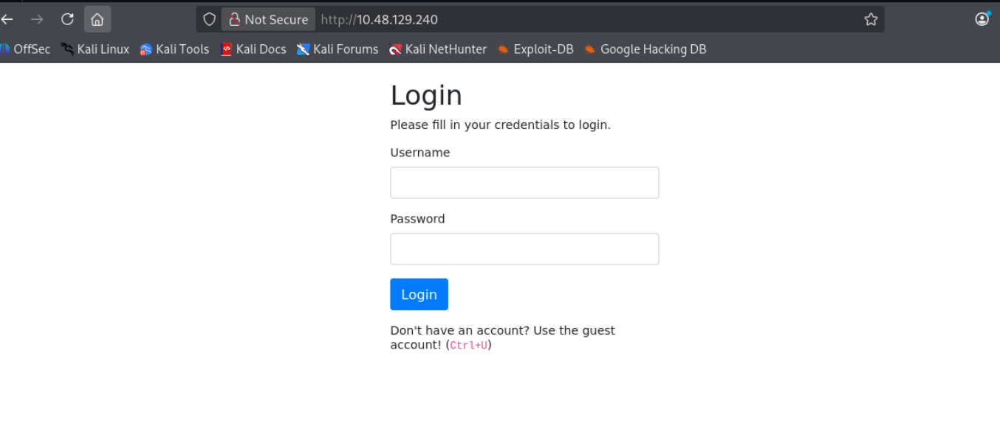 Not Secure http://10.48.129.240
OffSec Kali Linux Kali Tools Kali Docs Kali Forums Kali NetHunter Exploit-DB Google Hacking DB
Login
Please fill in your credentials to login.
Username
Password
Login
Don't have an account? Use the guest
account! (Ctrl+U)